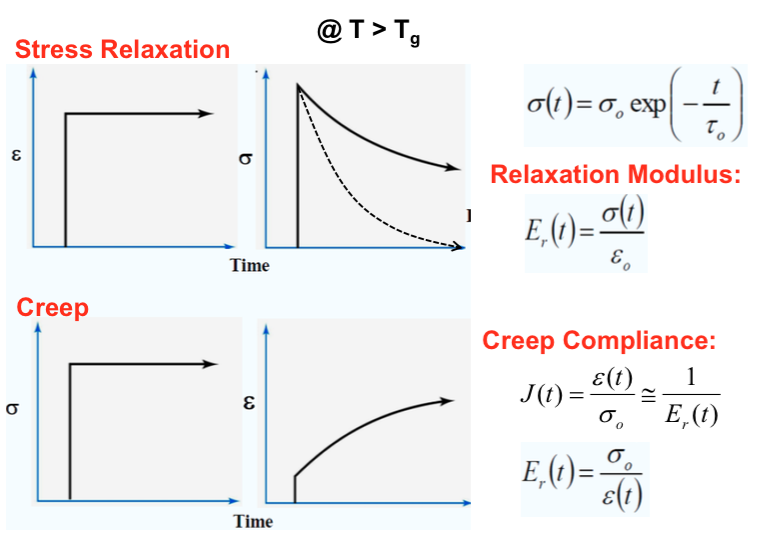 @ T > Tg
Stress Relaxation
ε
σ
Time
σ(t) = σo exp(− t/τo)
Relaxation Modulus:
Er(t) = σ(t)/εo
Creep
σ
ε
Time
Creep Compliance:
J(t) = ε(t)/σo ≅ 1/Er(t)
Er(t) = σo/ε(t)